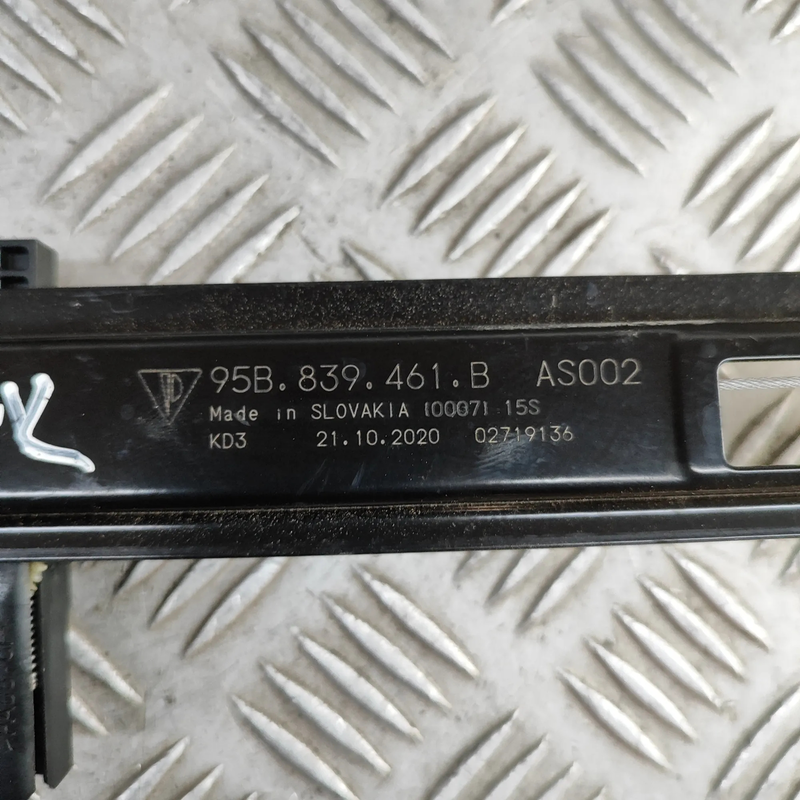 95B.839.461.B AS002
Made in SLOVAKIA (0007) 15S
KD3 21.10.2020 02719136